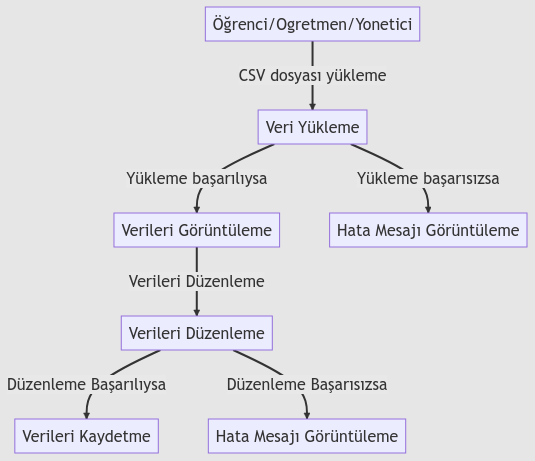 Öğrenci/Ogretmen/Yonetici
CSV dosyası yükleme
Veri Yükleme
Yükleme başarılıysa
Yükleme başarısızsa
Verileri Görüntüleme
Hata Mesajı Görüntüleme
Verileri Düzenleme
Verileri Düzenleme
Düzenleme Başarılıysa
Düzenleme Başarısızsa
Verileri Kaydetme
Hata Mesajı Görüntüleme